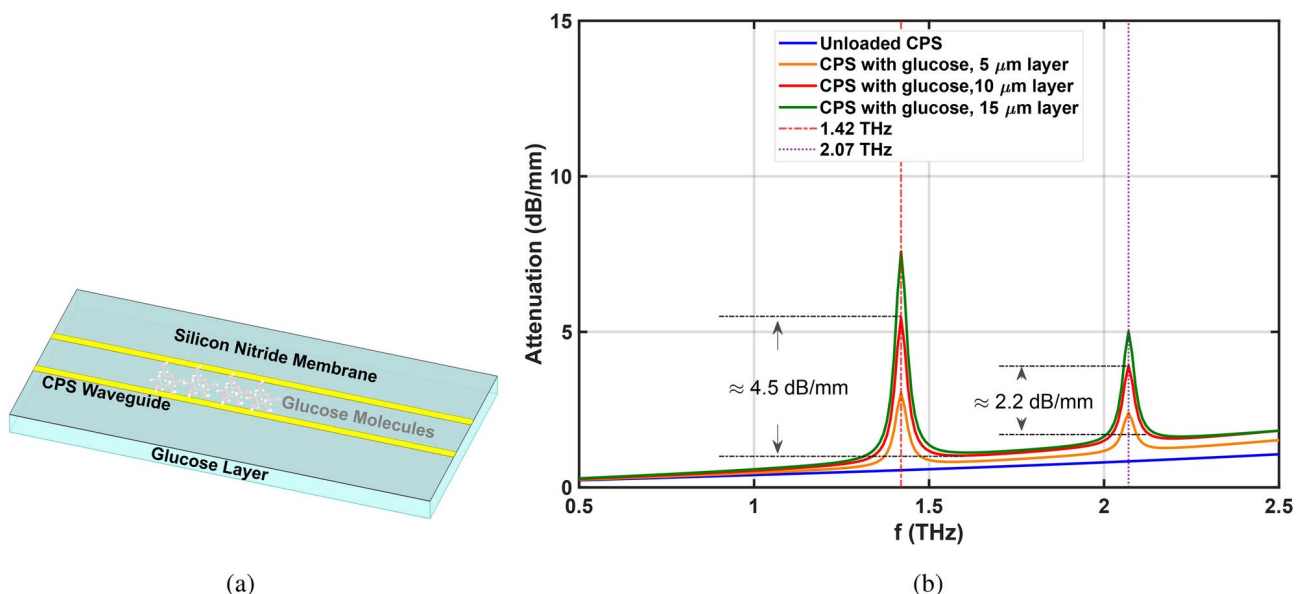 Silicon Nitride Membrane
CPS Waveguide
Glucose Molecules
Glucose Layer
(a)
Attenuation (dB/mm)
15
10
5
0
Unloaded CPS
CPS with glucose, 5 μm layer
CPS with glucose,10 μm layer
CPS with glucose, 15 μm layer
1.42 THz
2.07 THz
≈ 4.5 dB/mm
≈ 2.2 dB/mm
0.5 1 1.5 2 2.5
f (THz)
(b)